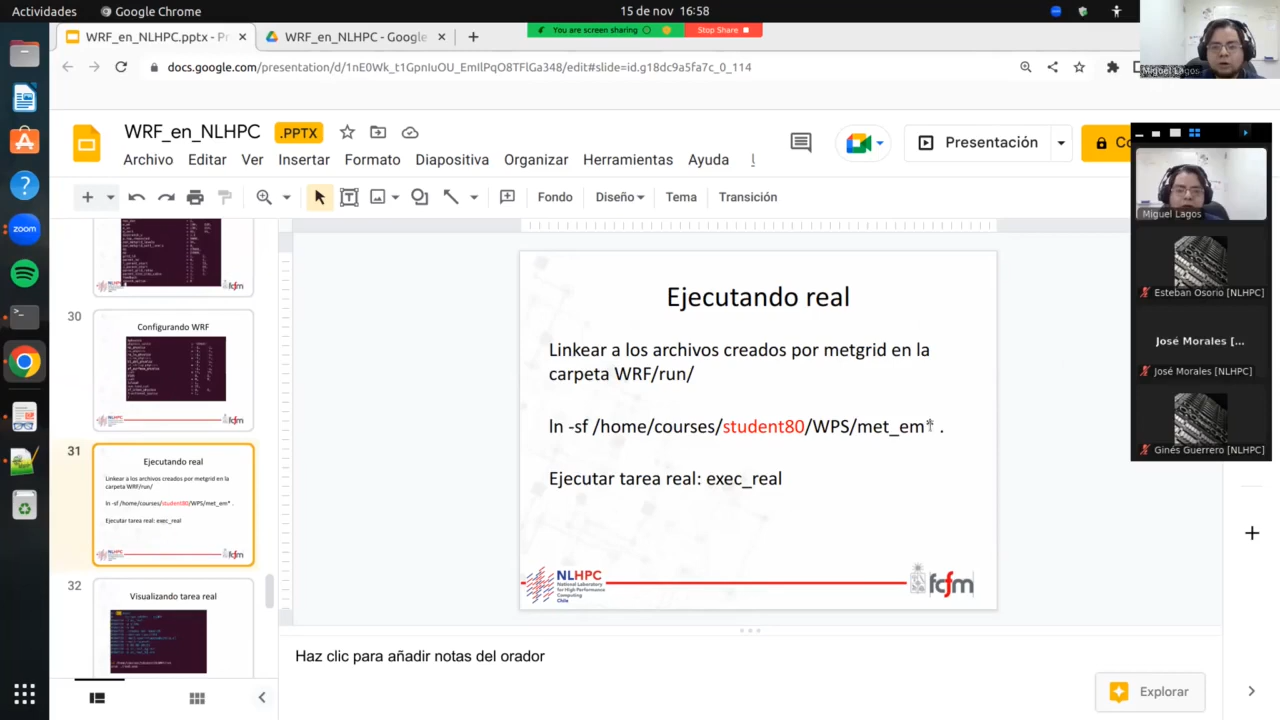 Actividades
Google Chrome
15 de nov 16:58
WRF_en_NLHPC.pptx - P
WRF_en_NLHPC - Google
You are screen sharing
Stop Share
docs.google.com/presentation/d/1nE0Wk_t1GpnIuOU_EmIlPQO8TFlGa348/edit#slide=id.g18dc9a5fa7c_0_114
Miguel Lagos
WRF_en_NLHPC
.PPTX
Presentación
Archivo Editar Ver Insertar Formato Diapositiva Organizar Herramientas Ayuda
Fondo Diseño Tema Transición
Miguel Lagos
Esteban Osorio [NLHPC]
José Morales [...
José Morales [NLHPC]
Ginés Guerrero [NLHPC]
zoom
fcfm
30
Configurando WRF
fcfm
31
Ejecutando real
Linkear a los archivos creados por metgrid en la
carpeta WRF/run/
ln -sf /home/courses/student80/WPS/met_em* .
Ejecutar tarea real: exec_real
fcfm
32
Visualizando tarea real
Ejecutando real
Linkear a los archivos creados por metgrid en la
carpeta WRF/run/
ln -sf /home/courses/student80/WPS/met_em* .
Ejecutar tarea real: exec_real
NLHPC
National Laboratory
for High Performance
Computing
Chile
fcfm
Haz clic para añadir notas del orador
Explorar